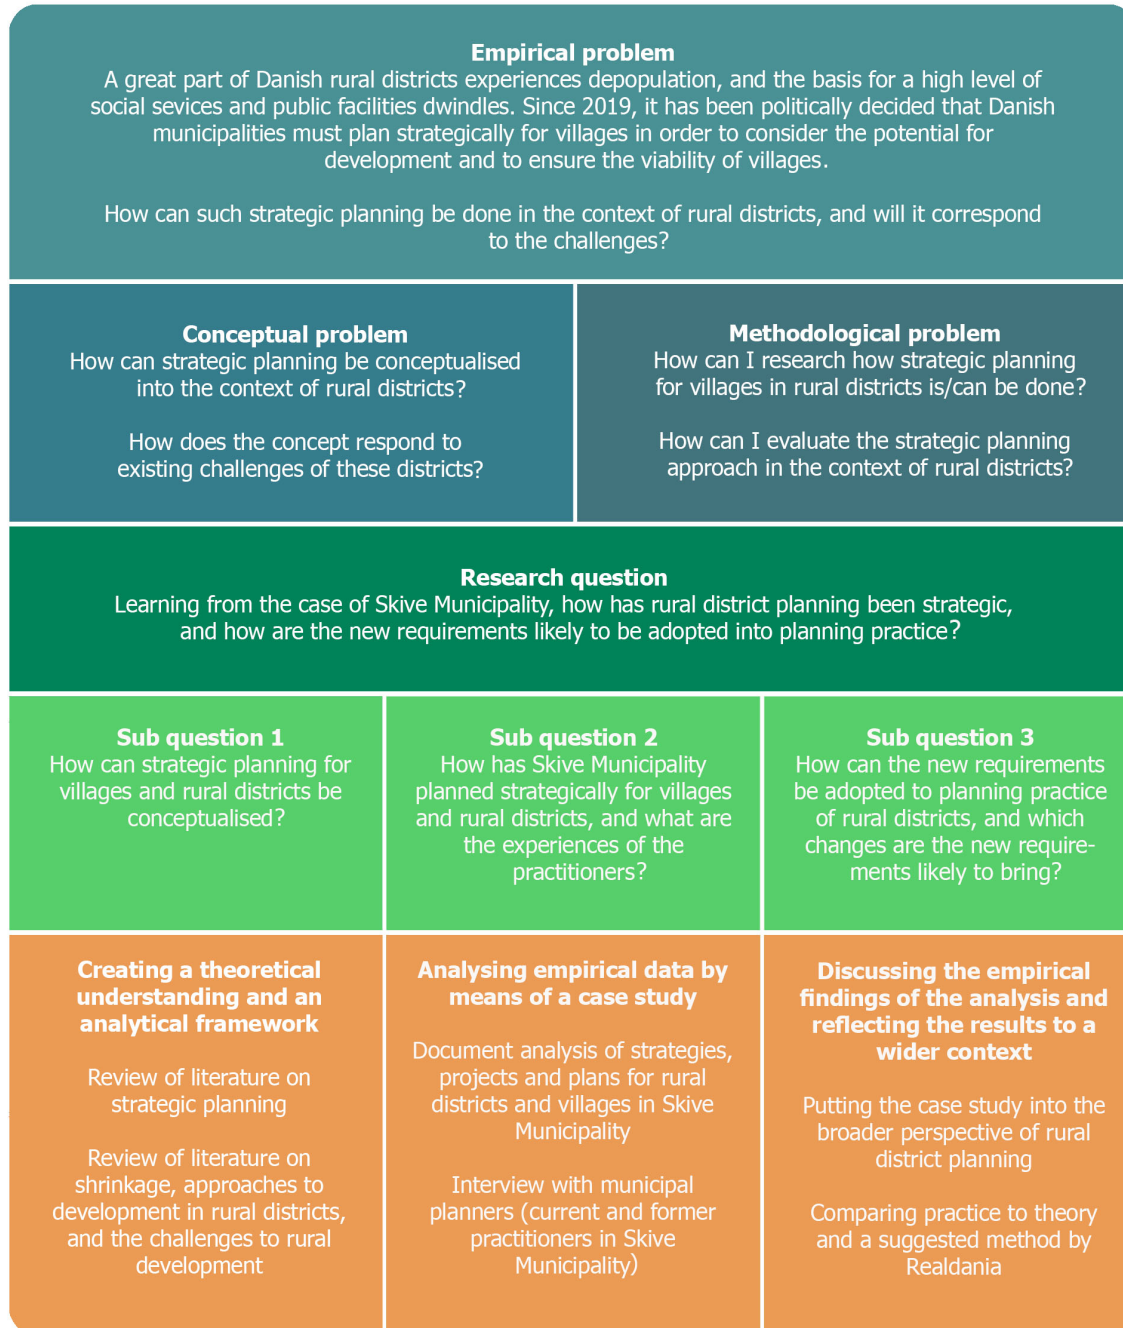 Empirical problem
A great part of Danish rural districts experiences depopulation, and the basis for a high level of
social sevices and public facilities dwindles. Since 2019, it has been politically decided that Danish
municipalities must plan strategically for villages in order to consider the potential for
development and to ensure the viability of villages.
How can such strategic planning be done in the context of rural districts, and will it correspond
to the challenges?
Conceptual problem
How can strategic planning be conceptualised
into the context of rural districts?
How does the concept respond to
existing challenges of these districts?
Methodological problem
How can I research how strategic planning
for villages in rural districts is/can be done?
How can I evaluate the strategic planning
approach in the context of rural districts?
Research question
Learning from the case of Skive Municipality, how has rural district planning been strategic,
and how are the new requirements likely to be adopted into planning practice?
Sub question 1
How can strategic planning for
villages and rural districts be
conceptualised?
Sub question 2
How has Skive Municipality
planned strategically for villages
and rural districts, and what are
the experiences of the
practitioners?
Sub question 3
How can the new requirements
be adopted to planning practice
of rural districts, and which
changes are the new require-
ments likely to bring?
Creating a theoretical
understanding and an
analytical framework
Review of literature on
strategic planning
Review of literature on
shrinkage, approaches to
development in rural districts,
and the challenges to rural
development
Analysing empirical data by
means of a case study
Document analysis of strategies,
projects and plans for rural
districts and villages in Skive
Municipality
Interview with municipal
planners (current and former
practitioners in Skive
Municipality)
Discussing the empirical
findings of the analysis and
reflecting the results to a
wider context
Putting the case study into the
broader perspective of rural
district planning
Comparing practice to theory
and a suggested method by
Realdania